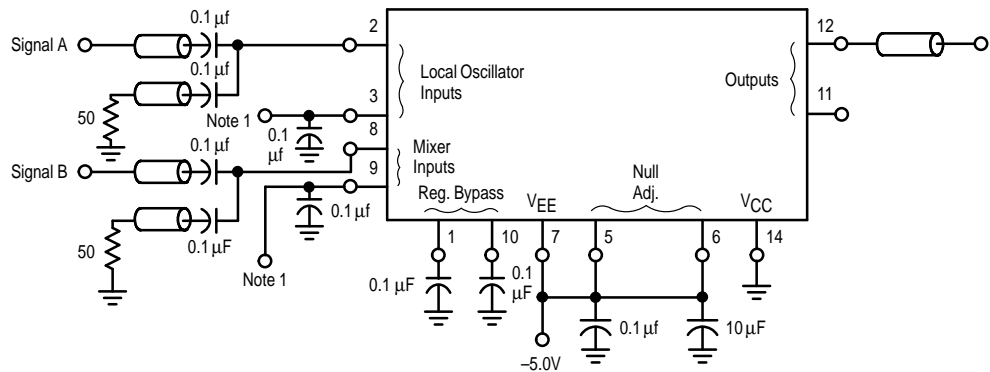 0.1 µf
2
12
Signal A
0.1 µf
Local Oscillator
Inputs
Outputs
3
11
50
Note 1
0.1
µf
8
0.1 µf
Mixer
Inputs
Signal B
9
Null
Adj.
Reg. Bypass
VEE
VCC
0.1 µf
50
0.1 µF
1
10
7
5
6
14
Note 1
0.1 µF
0.1
µF
0.1 µf
10 µF
–5.0V